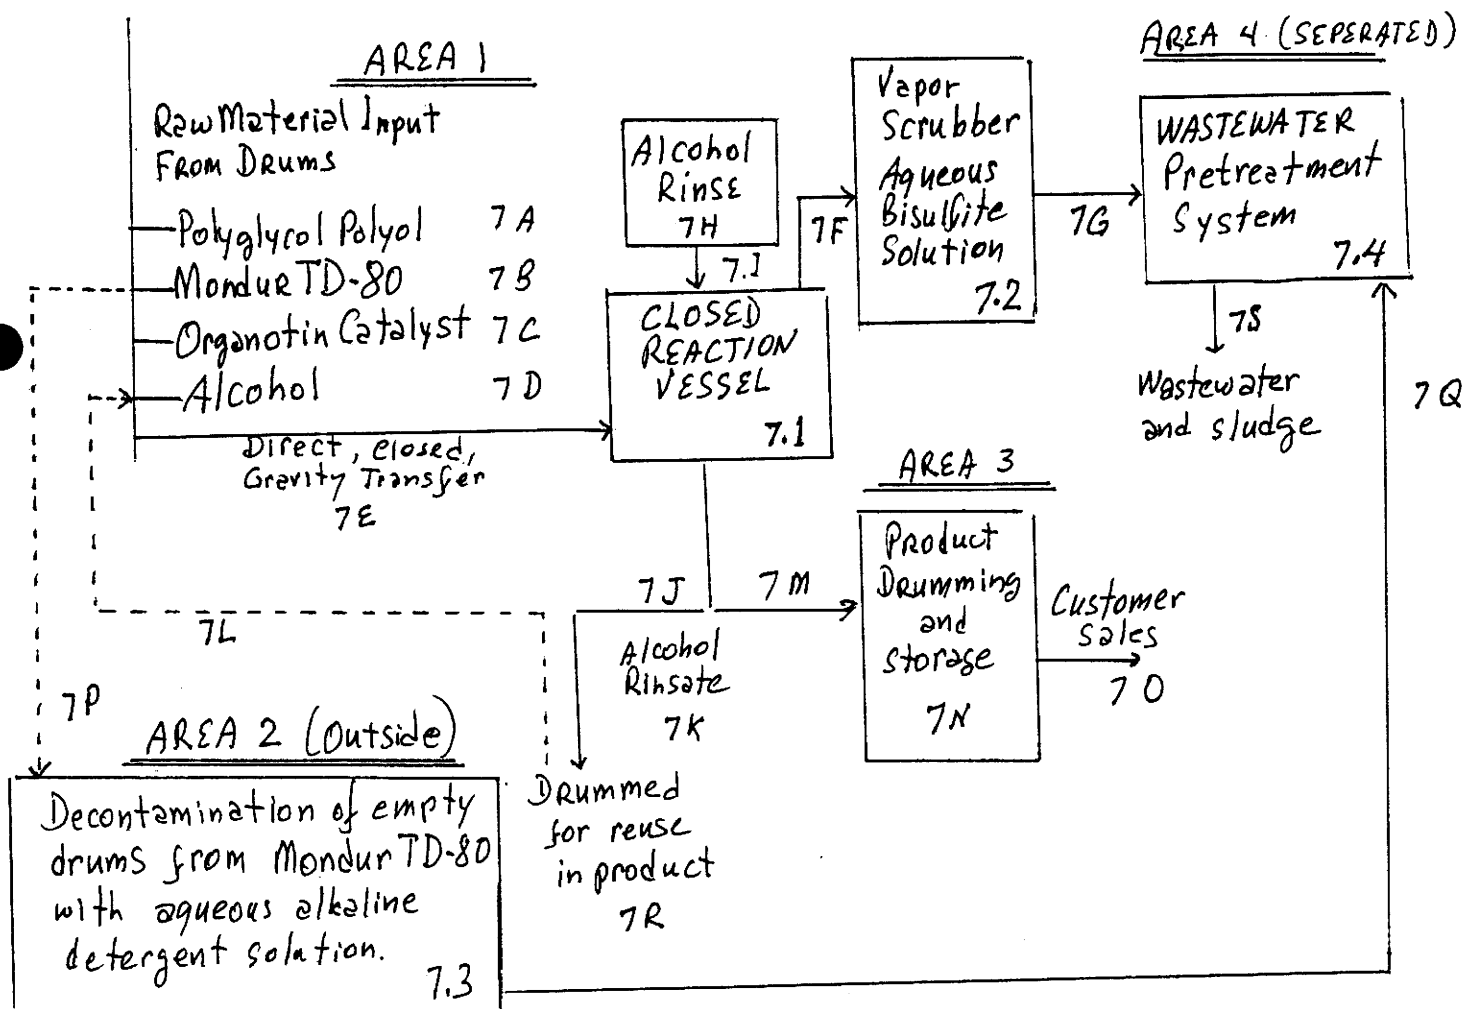 AREA 1
Raw Material Input
From Drums
Polyglycol Polyol 7A
Mondur TD-80 7B
Organotin Catalyst 7C
Alcohol 7D
Direct, closed,
Gravity Transfer
7E
Alcohol
Rinse
7H
7.I
CLOSED
REACTION
VESSEL
7.1
7F
Vapor
Scrubber
Aqueous
Bisulfite
Solution
7.2
7G
AREA 4 (SEPERATED)
WASTEWATER
Pretreatment
System
7.4
7S
Wastewater
and sludge
7Q
AREA 3
Product
Drumming
and
storage
7N
Customer
sales
7O
7J
7M
Alcohol
Rinsate
7K
7L
7P
Drummed
for reuse
in product
7R
AREA 2 (Outside)
Decontamination of empty
drums from Mondur TD-80
with aqueous alkaline
detergent solution.
7.3